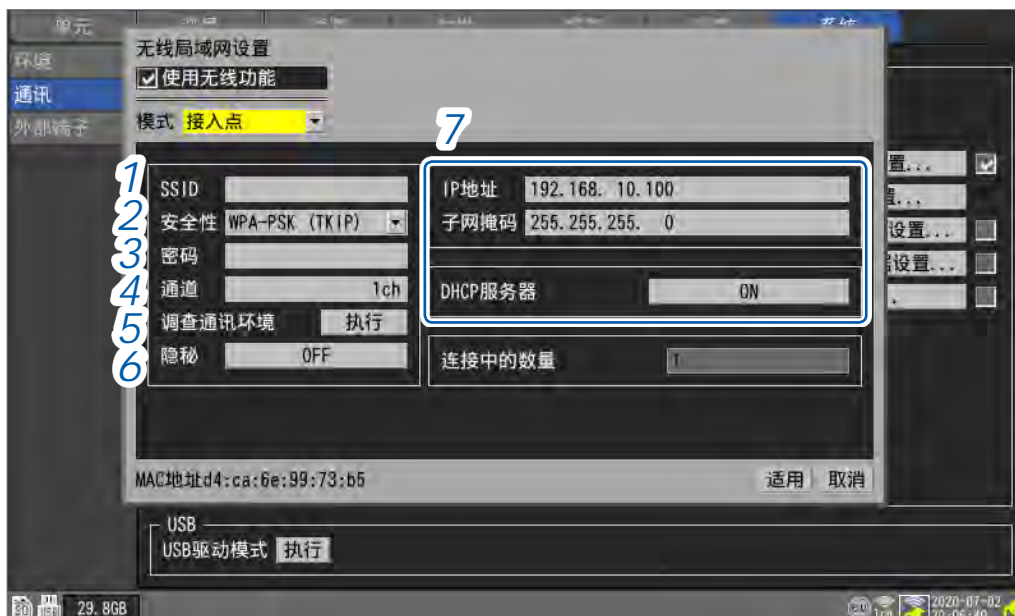 单元
系统
环境
通讯
外部端子
无线局域网设置
使用无线功能
模式 接入点
7
1 SSID
2 安全性 WPA-PSK (TKIP)
3 密码
4 通道 1ch
5 调查通讯环境 执行
6 隐秘 OFF
IP地址 192.168. 10.100
子网掩码 255.255.255. 0
DHCP服务器 ON
连接中的数量 1
置...
设置...
设置...
MAC地址d4:ca:6e:99:73:b5
适用 取消
USB
USB驱动模式 执行
SD USB 29.8GB
2020-07-02